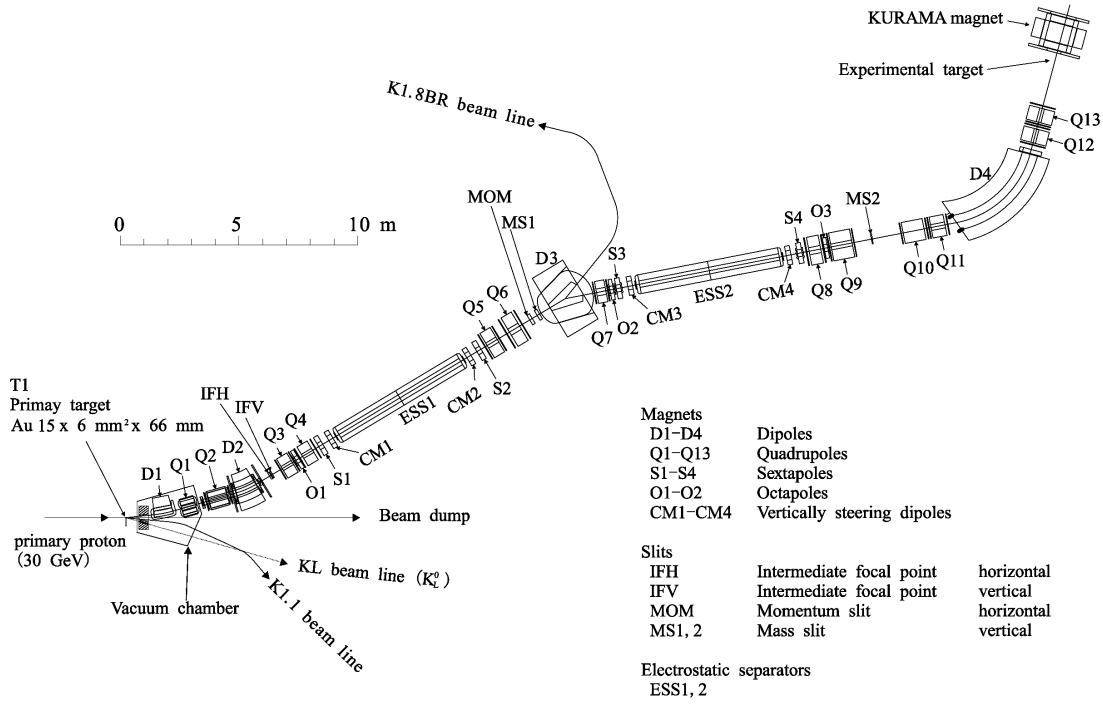 KURAMA magnet
Experimental target
K1.8BR beam line
Q13
Q12
D4
MOM
MS1
D3
S3
S4
O3
MS2
0 5 10 m
Q5
Q6
Q7
O2
CM3
ESS2
CM4
Q8
Q9
Q10
Q11
T1
Primay target
Au 15 x 6 mm² x 66 mm
IFH
IFV
Q3
Q4
ESS1
CM2
S2
D1
Q1
Q2
D2
O1
S1
CM1
primary proton
(30 GeV)
Beam dump
KL beam line (K⁰L)
K1.1 beam line
Vacuum chamber
Magnets
D1-D4 Dipoles
Q1-Q13 Quadrupoles
S1-S4 Sextapoles
O1-O2 Octapoles
CM1-CM4 Vertically steering dipoles
Slits
IFH Intermediate focal point horizontal
IFV Intermediate focal point vertical
MOM Momentum slit horizontal
MS1, 2 Mass slit vertical
Electrostatic separators
ESS1, 2